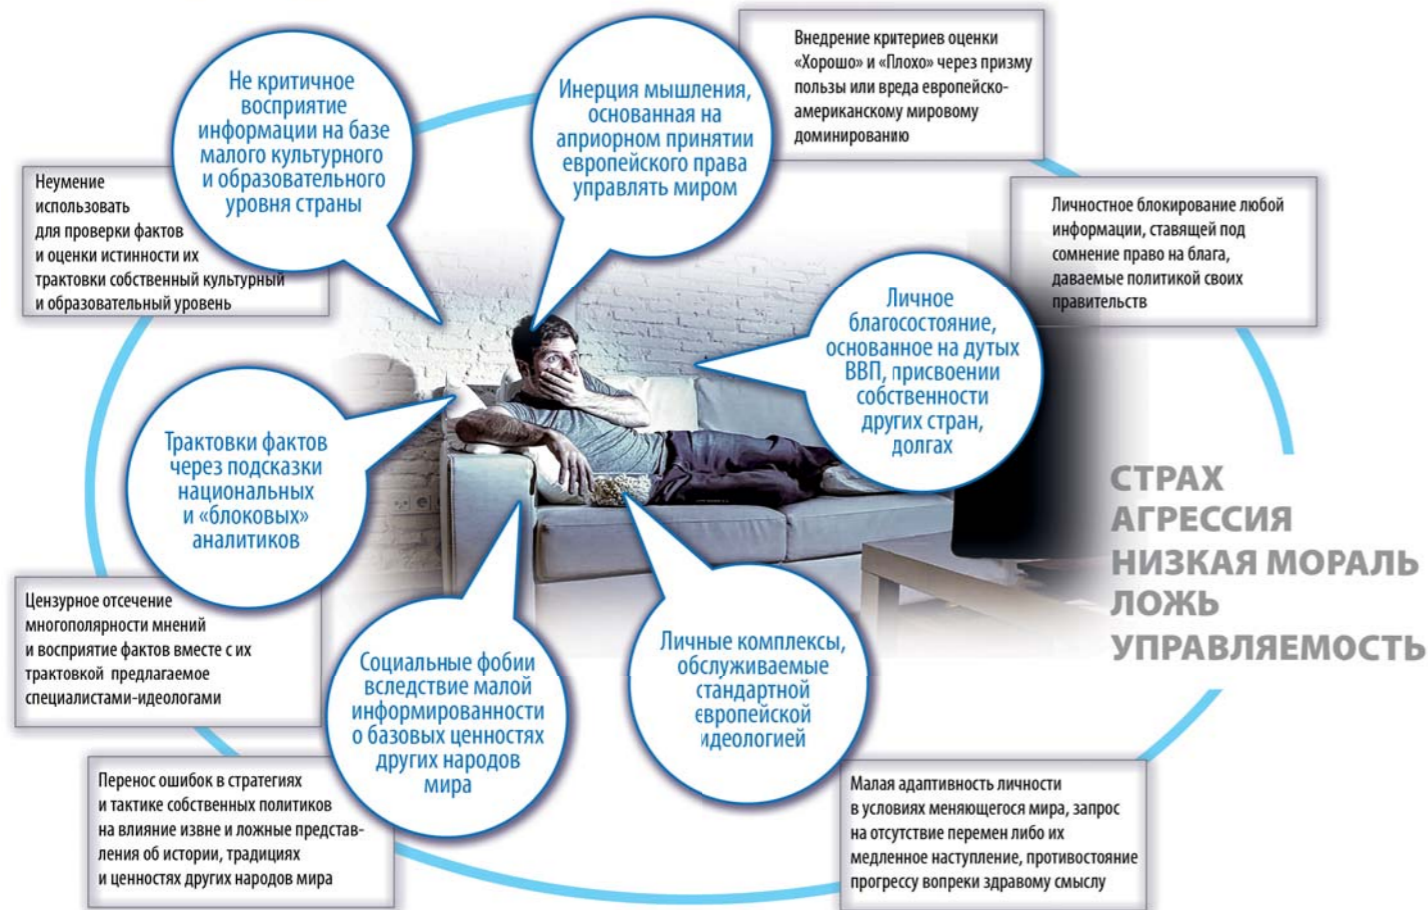 Внедрение критериев оценки
«Хорошо» и «Плохо» через призму
пользы или вреда европейско-
американскому мировому
доминированию
Не критичное
восприятие
информации на базе
малого культурного
и образовательного
уровня страны
Инерция мышления,
основанная на
априорном принятии
европейского права
управлять миром
Неумение
использовать
для проверки фактов
и оценки истинности их
трактовки собственный культурный
и образовательный уровень
Личностное блокирование любой
информации, ставящей под
сомнение право на блага,
даваемые политикой своих
правительств
Личное
благосостояние,
основанное на дутых
ВВП, присвоении
собственности
других стран,
долгах
Трактовки фактов
через подсказки
национальных
и «блоковых»
аналитиков
СТРАХ
АГРЕССИЯ
НИЗКАЯ МОРАЛЬ
ЛОЖЬ
УПРАВЛЯЕМОСТЬ
Цензурное отсечение
многополярности мнений
и восприятие фактов вместе с их
трактовкой предлагаемое
специалистами-идеологами
Социальные фобии
вследствие малой
информированности
о базовых ценностях
других народов
мира
Личные комплексы,
обслуживаемые
стандартной
европейской
идеологией
Перенос ошибок в стратегиях
и тактике собственных политиков
на влияние извне и ложные представ-
ления об истории, традициях
и ценностях других народов мира
Малая адаптивность личности
в условиях меняющегося мира, запрос
на отсутствие перемен либо их
медленное наступление, противостояние
прогрессу вопреки здравому смыслу